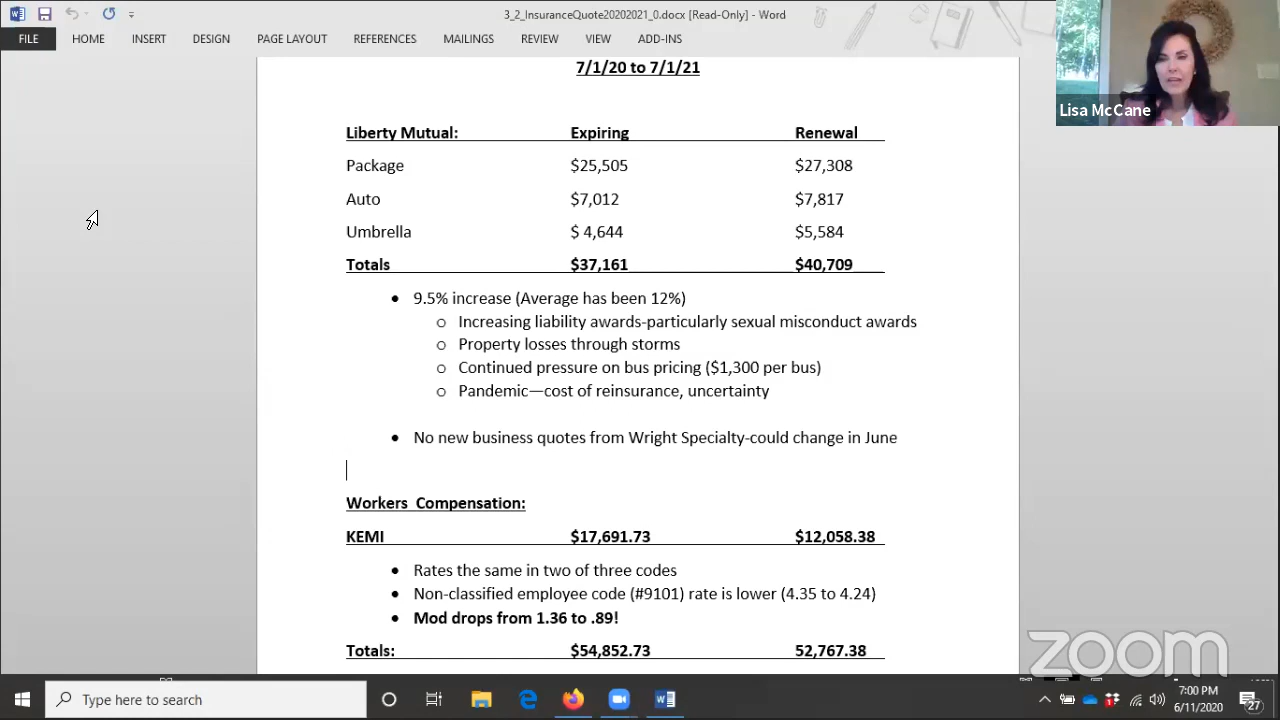 3_2_InsuranceQuote20202021_0.docx [Read-Only] - Word
FILE HOME INSERT DESIGN PAGE LAYOUT REFERENCES MAILINGS REVIEW VIEW ADD-INS
Lisa McCane
7/1/20 to 7/1/21
Liberty Mutual: Expiring Renewal
Package $25,505 $27,308
Auto $7,012 $7,817
Umbrella $ 4,644 $5,584
Totals $37,161 $40,709
• 9.5% increase (Average has been 12%)
o Increasing liability awards-particularly sexual misconduct awards
o Property losses through storms
o Continued pressure on bus pricing ($1,300 per bus)
o Pandemic—cost of reinsurance, uncertainty
• No new business quotes from Wright Specialty-could change in June
Workers Compensation:
KEMI $17,691.73 $12,058.38
• Rates the same in two of three codes
• Non-classified employee code (#9101) rate is lower (4.35 to 4.24)
• Mod drops from 1.36 to .89!
Totals: $54,852.73 52,767.38
zoom
Type here to search
7:00 PM
6/11/2020
27